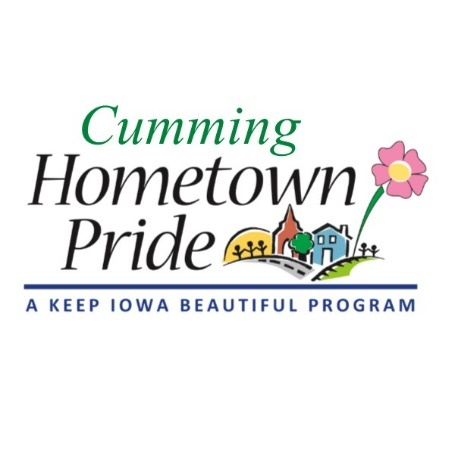 Cumming
Hometown
Pride
A KEEP IOWA BEAUTIFUL PROGRAM